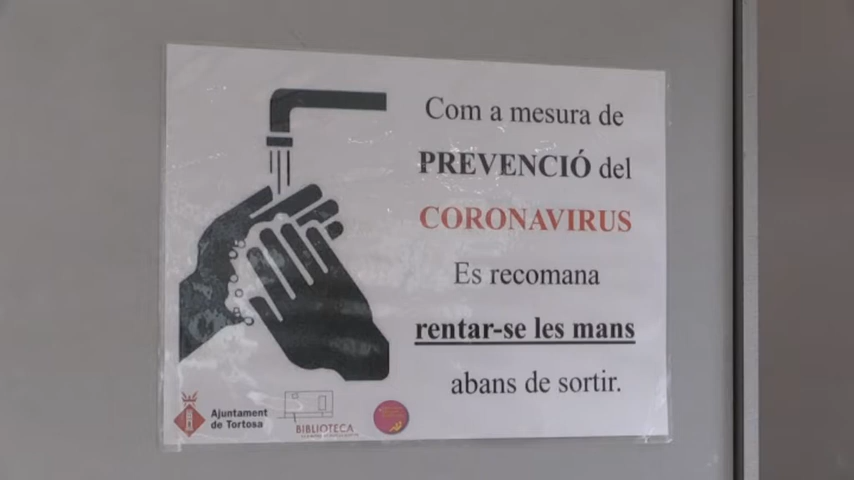 Com a mesura de
PREVENCIÓ del
CORONAVIRUS
Es recomana
rentar-se les mans
abans de sortir.
Ajuntament
de Tortosa
BIBLIOTECA